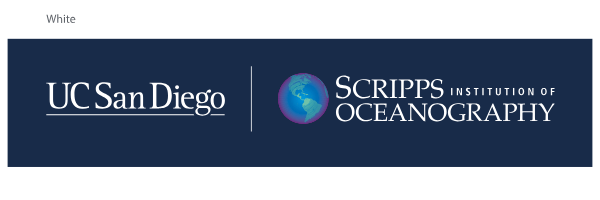 White
UC San Diego
SCRIPPS INSTITUTION OF
OCEANOGRAPHY